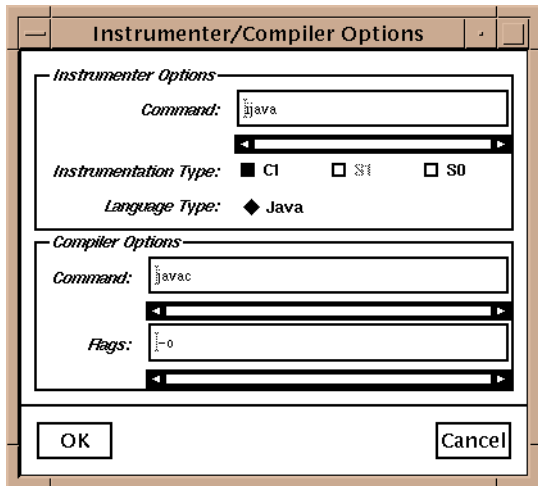 Instrumenter/Compiler Options
Instrumenter Options
Command: ijava
Instrumentation Type: C1 S1 S0
Language Type: Java
Compiler Options
Command: javac
Flags: -o
OK Cancel